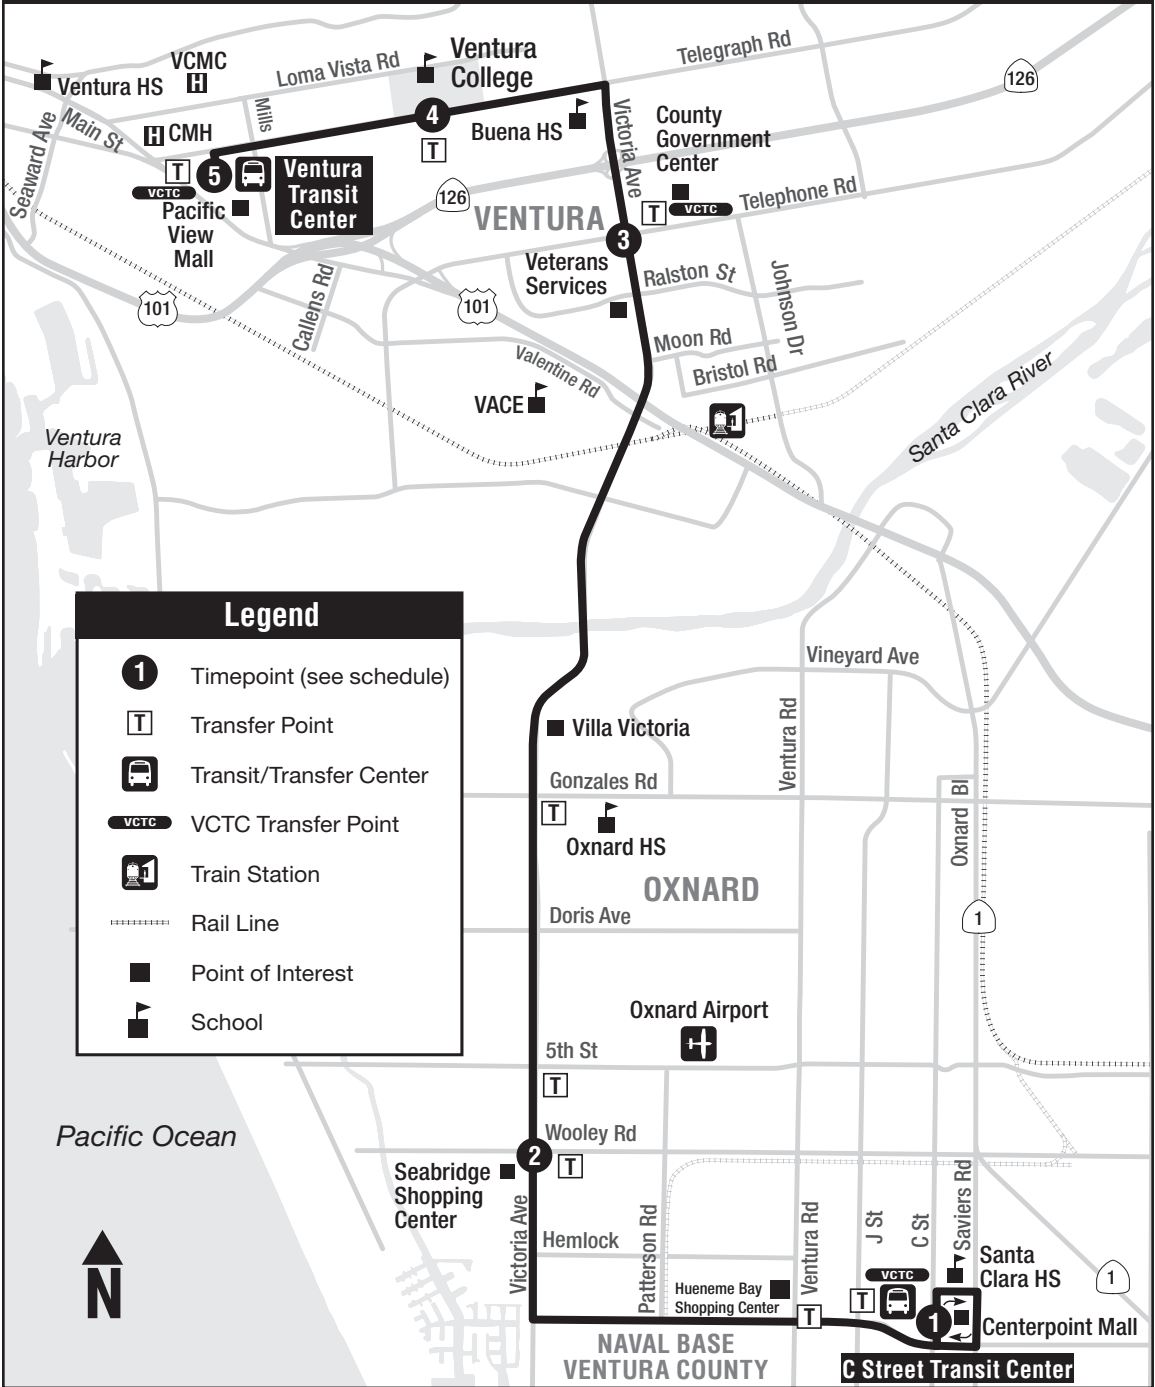 Telegraph Rd
Ventura
College
126
VCMC
H
Loma Vista Rd
Ventura HS
Mills
Victoria Ave
County
Government
Center
4
Main St
H CMH
Buena HS
T
Seaward Ave
T
5
Ventura
Transit
Center
VCTC
126
Telephone Rd
T
VCTC
Pacific
View
Mall
VENTURA
3
Veterans
Services
Ralston St
Johnson Dr
101
Callens Rd
101
Moon Rd
Valentine Rd
Bristol Rd
VACE
Santa Clara River
Ventura
Harbor
Legend
1
Timepoint (see schedule)
T
Transfer Point
Transit/Transfer Center
VCTC
VCTC Transfer Point
Train Station
Rail Line
Point of Interest
School
Vineyard Ave
Villa Victoria
Ventura Rd
Gonzales Rd
T
Oxnard Bl
Oxnard HS
OXNARD
Doris Ave
1
Oxnard Airport
5th St
T
Pacific Ocean
Wooley Rd
2
T
Seabridge
Shopping
Center
Victoria Ave
Hemlock
Patterson Rd
Ventura Rd
J St
C St
Saviers Rd
Santa
Clara HS
1
N
Hueneme Bay
Shopping Center
VCTC
T
T
1
Centerpoint Mall
NAVAL BASE
VENTURA COUNTY
C Street Transit Center